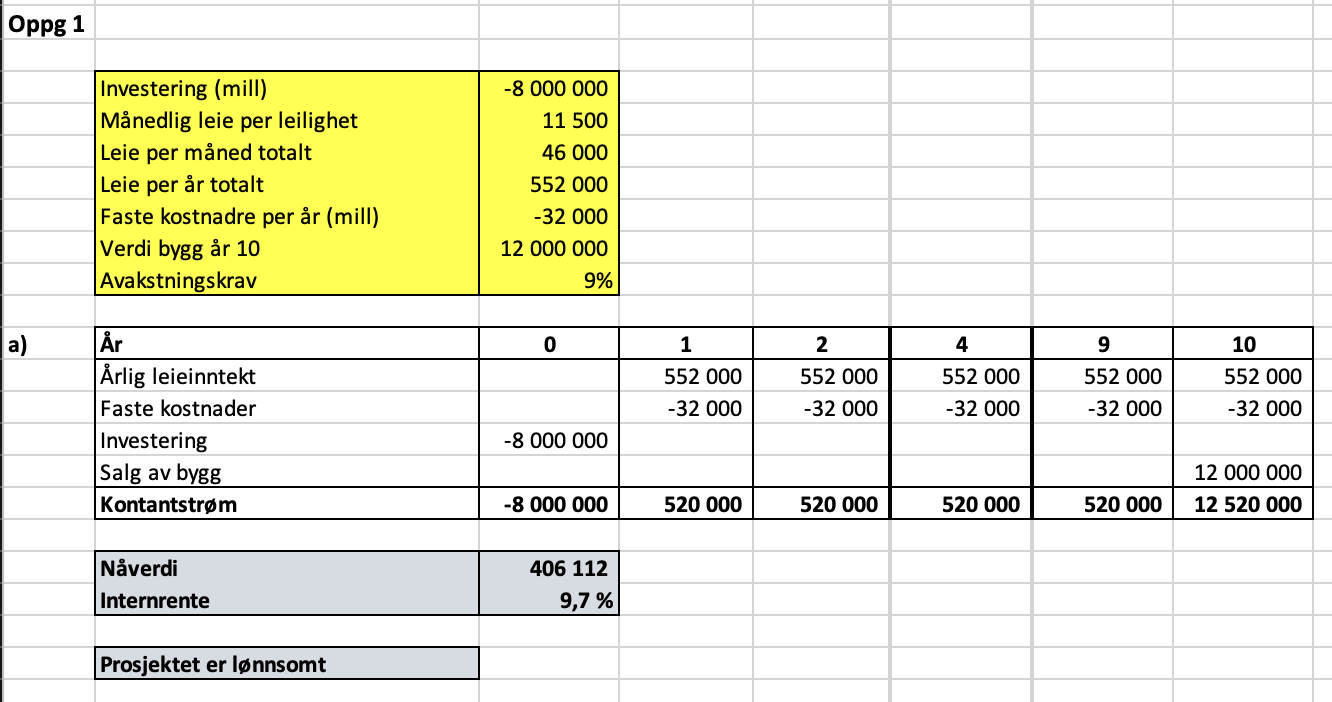 Oppg 1
Investering (mill) -8 000 000
Månedlig leie per leilighet 11 500
Leie per måned totalt 46 000
Leie per år totalt 552 000
Faste kostnadre per år (mill) -32 000
Verdi bygg år 10 12 000 000
Avakstningskrav 9%
a) År 0 1 2 4 9 10
Årlig leieinntekt 552 000 552 000 552 000 552 000 552 000
Faste kostnader -32 000 -32 000 -32 000 -32 000 -32 000
Investering -8 000 000
Salg av bygg 12 000 000
Kontantstrøm -8 000 000 520 000 520 000 520 000 520 000 12 520 000
Nåverdi 406 112
Internrente 9,7 %
Prosjektet er lønnsomt